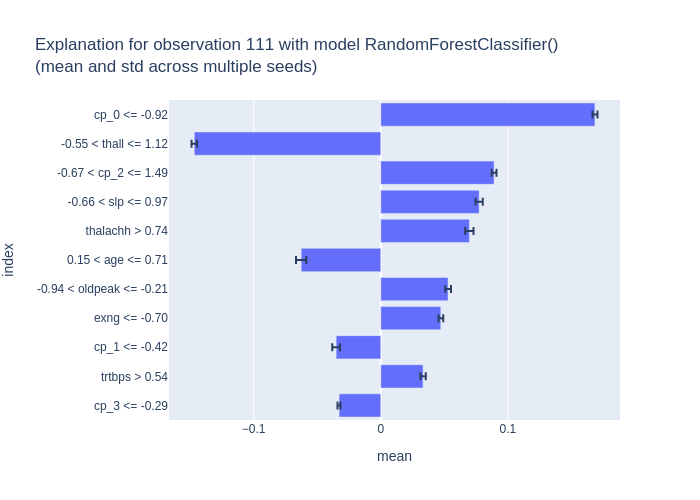 Explanation for observation 111 with model RandomForestClassifier()
(mean and std across multiple seeds)
cp_0 <= -0.92
-0.55 < thall <= 1.12
-0.67 < cp_2 <= 1.49
-0.66 < slp <= 0.97
thalachh > 0.74
0.15 < age <= 0.71
-0.94 < oldpeak <= -0.21
exng <= -0.70
cp_1 <= -0.42
trtbps > 0.54
cp_3 <= -0.29
index
−0.1 0 0.1
mean